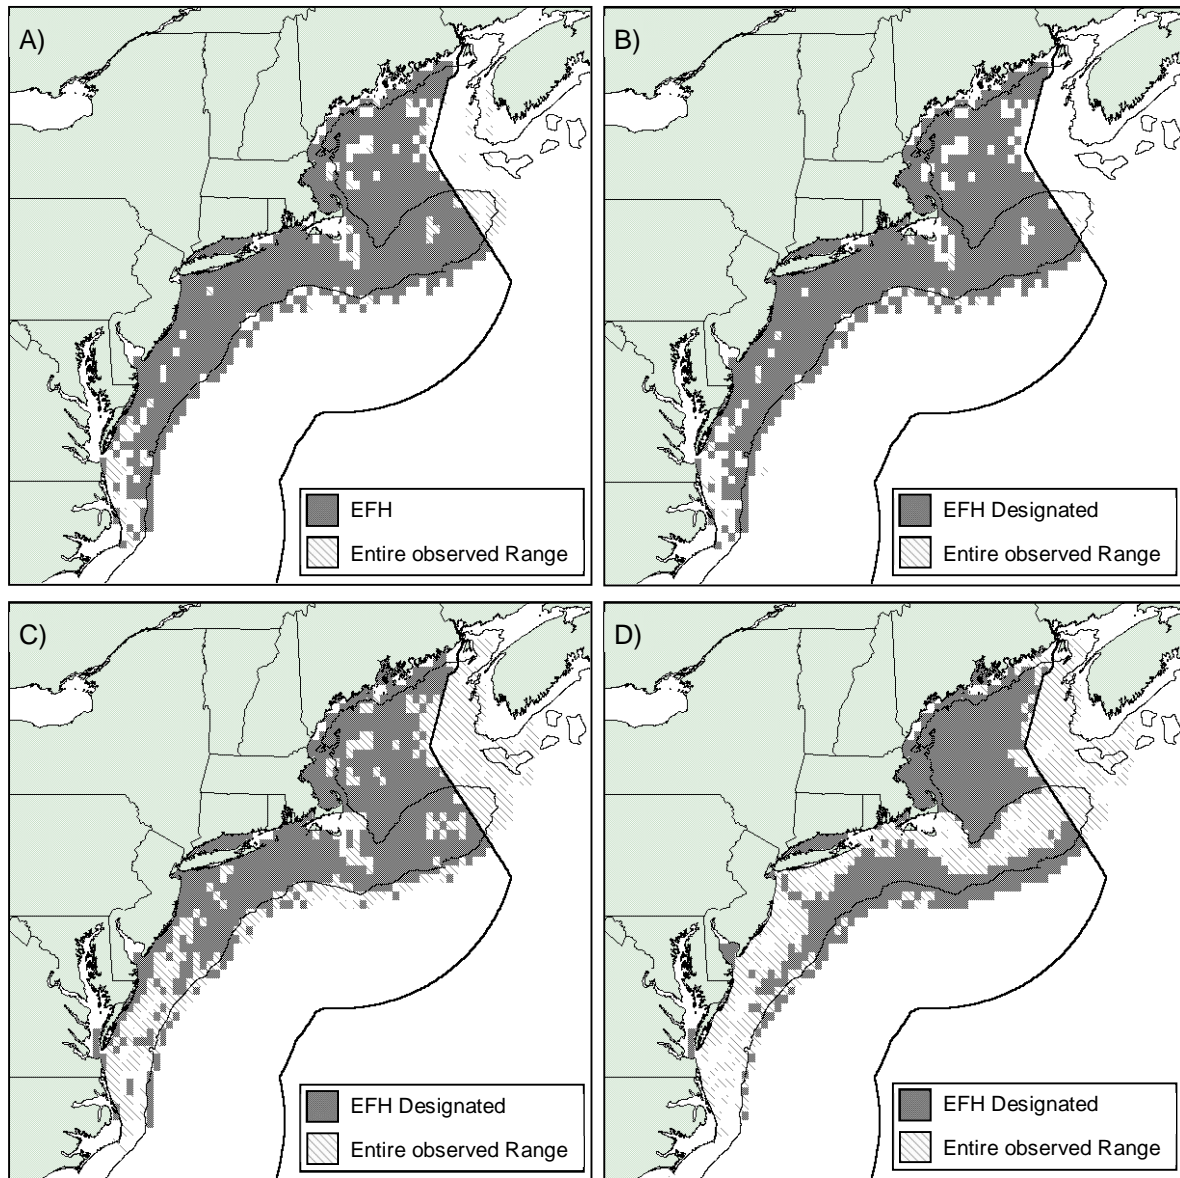 A)
EFH
Entire observed Range
B)
EFH Designated
Entire observed Range
C)
EFH Designated
Entire observed Range
D)
EFH Designated
Entire observed Range